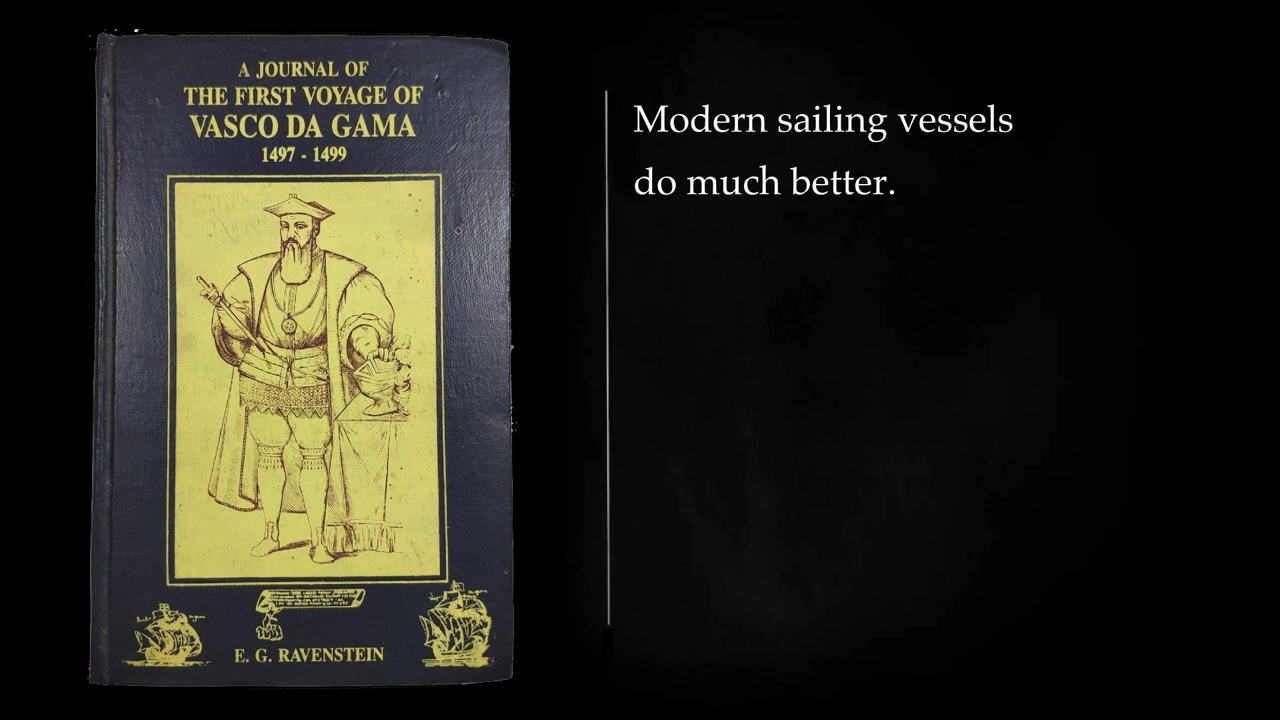 A JOURNAL OF
THE FIRST VOYAGE OF
VASCO DA GAMA
1497 - 1499
E. G. RAVENSTEIN
Modern sailing vessels
do much better.